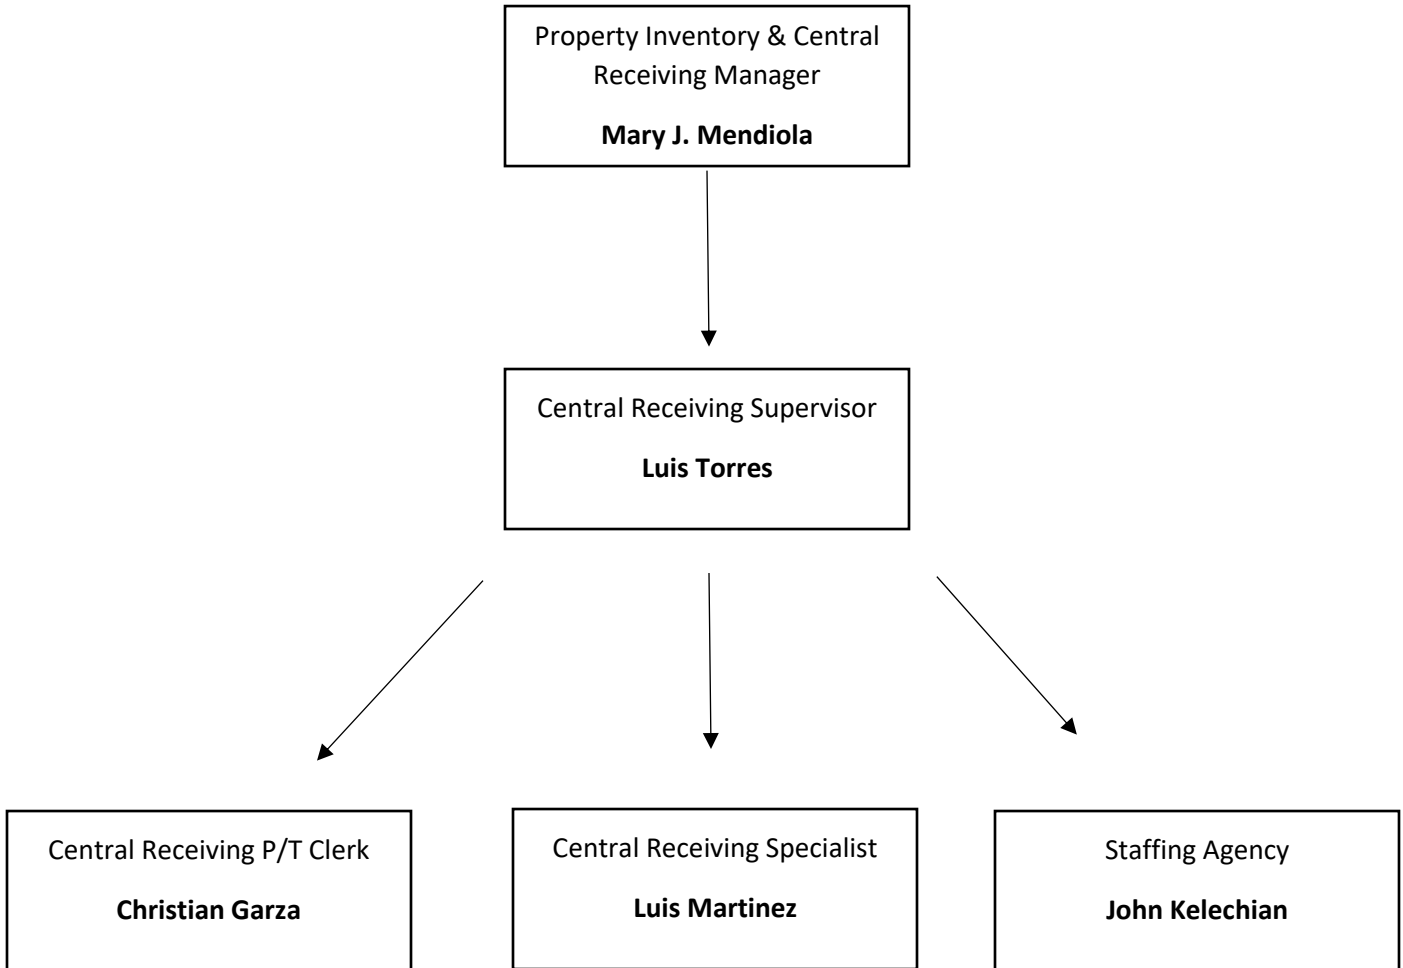 Property Inventory & Central
Receiving Manager
Mary J. Mendiola
Central Receiving Supervisor
Luis Torres
Central Receiving P/T Clerk
Christian Garza
Central Receiving Specialist
Luis Martinez
Staffing Agency
John Kelechian